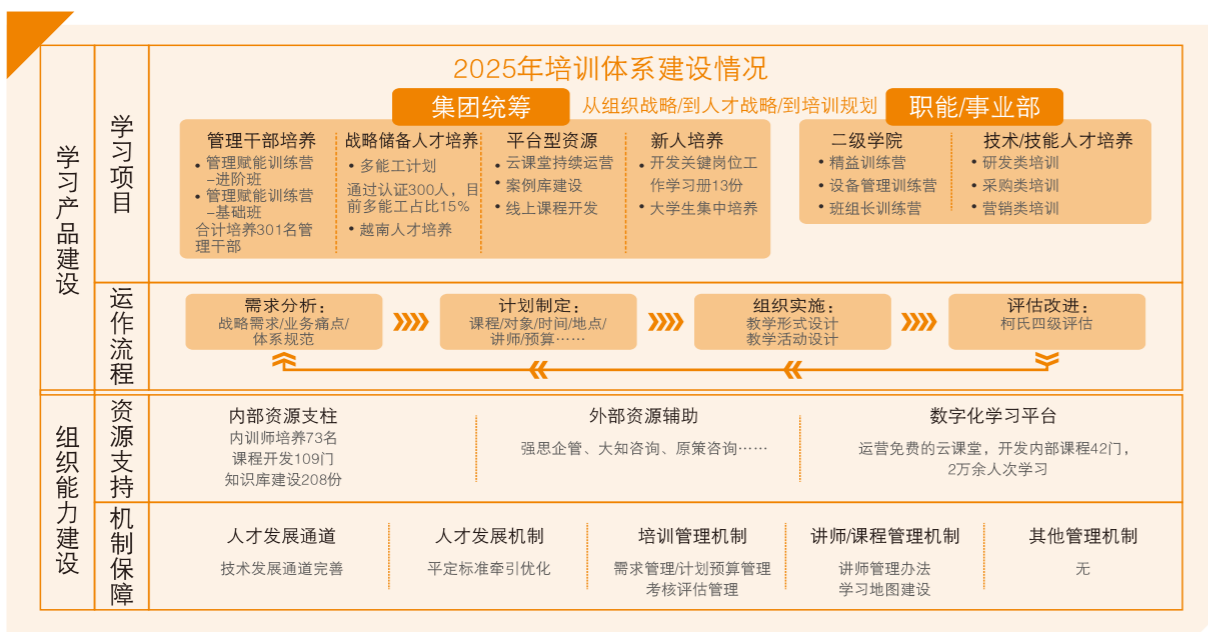 2025年培训体系建设情况
集团统筹
从组织战略/到人才战略/到培训规划
职能/事业部
学习产品建设
学习项目
管理干部培养
• 管理赋能训练营
-进阶班
• 管理赋能训练营
-基础班
合计培养301名管
理干部
战略储备人才培养
• 多能工计划
通过认证300人，目
前多能工占比15%
• 越南人才培养
平台型资源
• 云课堂持续运营
• 案例库建设
• 线上课程开发
新人培养
• 开发关键岗位工
作学习册13份
• 大学生集中培养
二级学院
• 精益训练营
• 设备管理训练营
• 班组长训练营
技术/技能人才培养
• 研发类培训
• 采购类培训
• 营销类培训
运作流程
需求分析：
战略需求/业务痛点/
体系规范
计划制定：
课程/对象/时间/地点/
讲师/预算……
组织实施：
教学形式设计
教学活动设计
评估改进：
柯氏四级评估
组织能力建设
资源支持
内部资源支柱
内训师培养73名
课程开发109门
知识库建设208份
外部资源辅助
强思企管、大知咨询、原策咨询……
数字化学习平台
运营免费的云课堂，开发内部课程42门，
2万余人次学习
机制保障
人才发展通道
技术发展通道完善
人才发展机制
平定标准牵引优化
培训管理机制
需求管理/计划预算管理
考核评估管理
讲师/课程管理机制
讲师管理办法
学习地图建设
其他管理机制
无